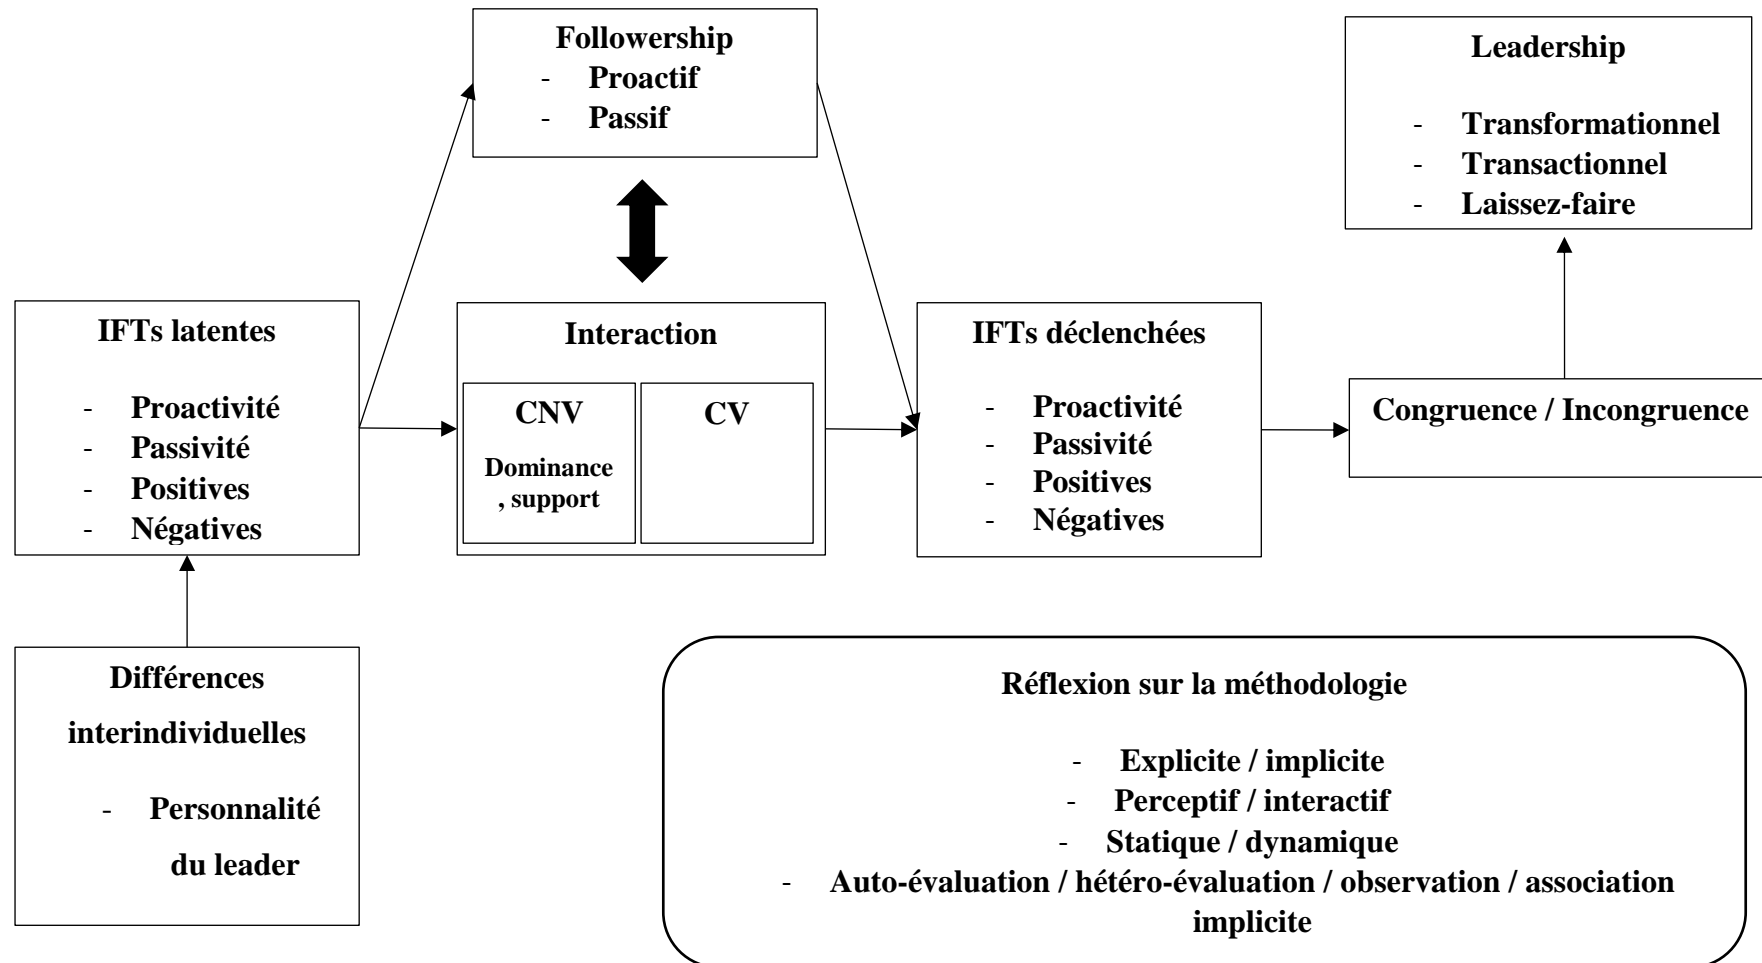 Followership
- Proactif
- Passif
Leadership
- Transformationnel
- Transactionnel
- Laissez-faire
IFTs latentes
- Proactivité
- Passivité
- Positives
- Négatives
Interaction
CNV
Dominance
, support
CV
IFTs déclenchées
- Proactivité
- Passivité
- Positives
- Négatives
Congruence / Incongruence
Différences
interindividuelles
- Personnalité
du leader
Réflexion sur la méthodologie
- Explicite / implicite
- Perceptif / interactif
- Statique / dynamique
- Auto-évaluation / hétéro-évaluation / observation / association
implicite